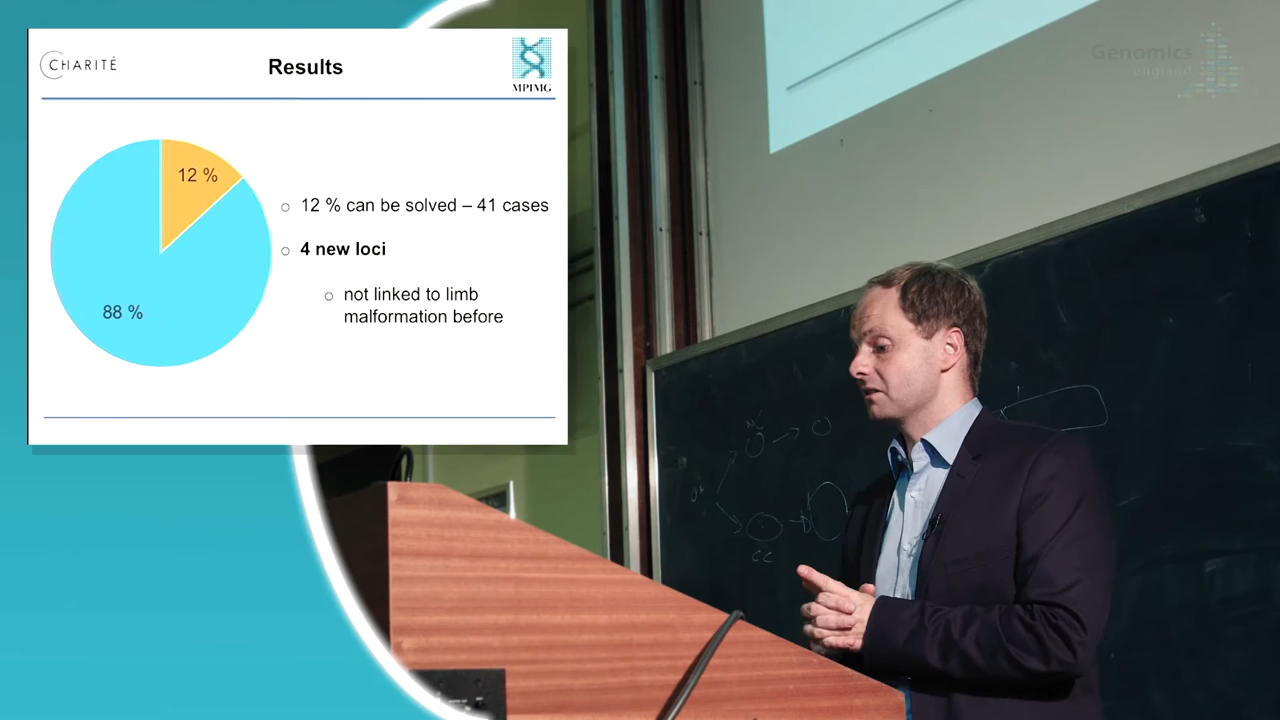 CHARITÉ
Results
MPIMG
12 %
88 %
12 % can be solved – 41 cases
4 new loci
not linked to limb
malformation before
Genomics
england
CC